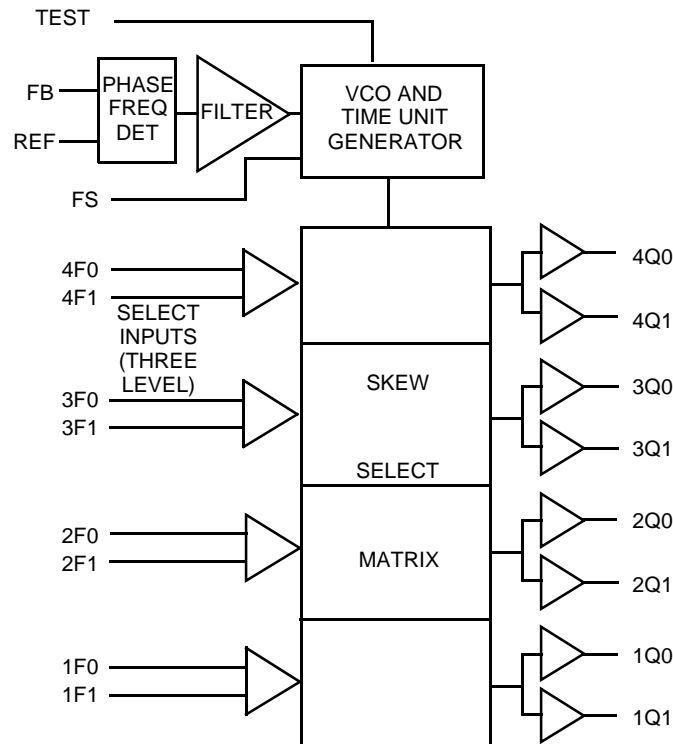 TEST
FB
REF
PHASE
FREQ
DET
FILTER
VCO AND
TIME UNIT
GENERATOR
FS
4F0
4F1
SELECT
INPUTS
(THREE
LEVEL)
3F0
3F1
2F0
2F1
1F0
1F1
SKEW
SELECT
MATRIX
4Q0
4Q1
3Q0
3Q1
2Q0
2Q1
1Q0
1Q1